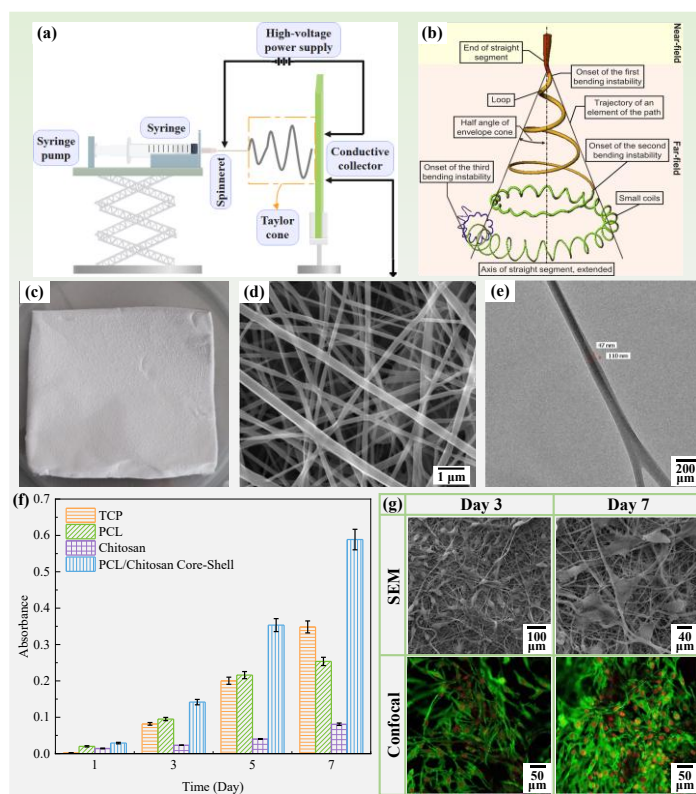 (a)
High-voltage
power supply
Syringe
Syringe
pump
Spinneret
Conductive
collector
Taylor
cone
(b)
Near-field
End of straight
segment
Onset of the first
bending instability
Loop
Trajectory of an
element of the path
Half angle of
envelope cone
Far-field
Onset of the second
bending instability
Onset of the third
bending instability
Small coils
Axis of straight segment, extended
(c)
(d)
1 μm
(e)
47 nm
110 nm
200
μm
(f)
0.7
0.6
0.5
0.4
0.3
0.2
0.1
0.0
Absorbance
TCP
PCL
Chitosan
PCL/Chitosan Core-Shell
1
3
5
7
Time (Day)
(g)
Day 3
Day 7
SEM
100
μm
40
μm
Confocal
50
μm
50
μm